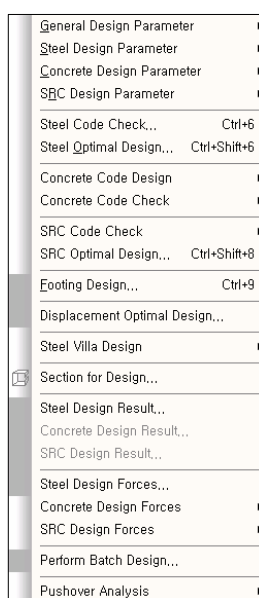 General Design Parameter
Steel Design Parameter
Concrete Design Parameter
SRC Design Parameter
Steel Code Check... Ctrl+6
Steel Optimal Design... Ctrl+Shift+6
Concrete Code Design
Concrete Code Check
SRC Code Check
SRC Optimal Design... Ctrl+Shift+8
Footing Design... Ctrl+9
Displacement Optimal Design...
Steel Villa Design
Section for Design...
Steel Design Result...
Concrete Design Result...
SRC Design Result...
Steel Design Forces...
Concrete Design Forces
SRC Design Forces
Perform Batch Design...
Pushover Analysis